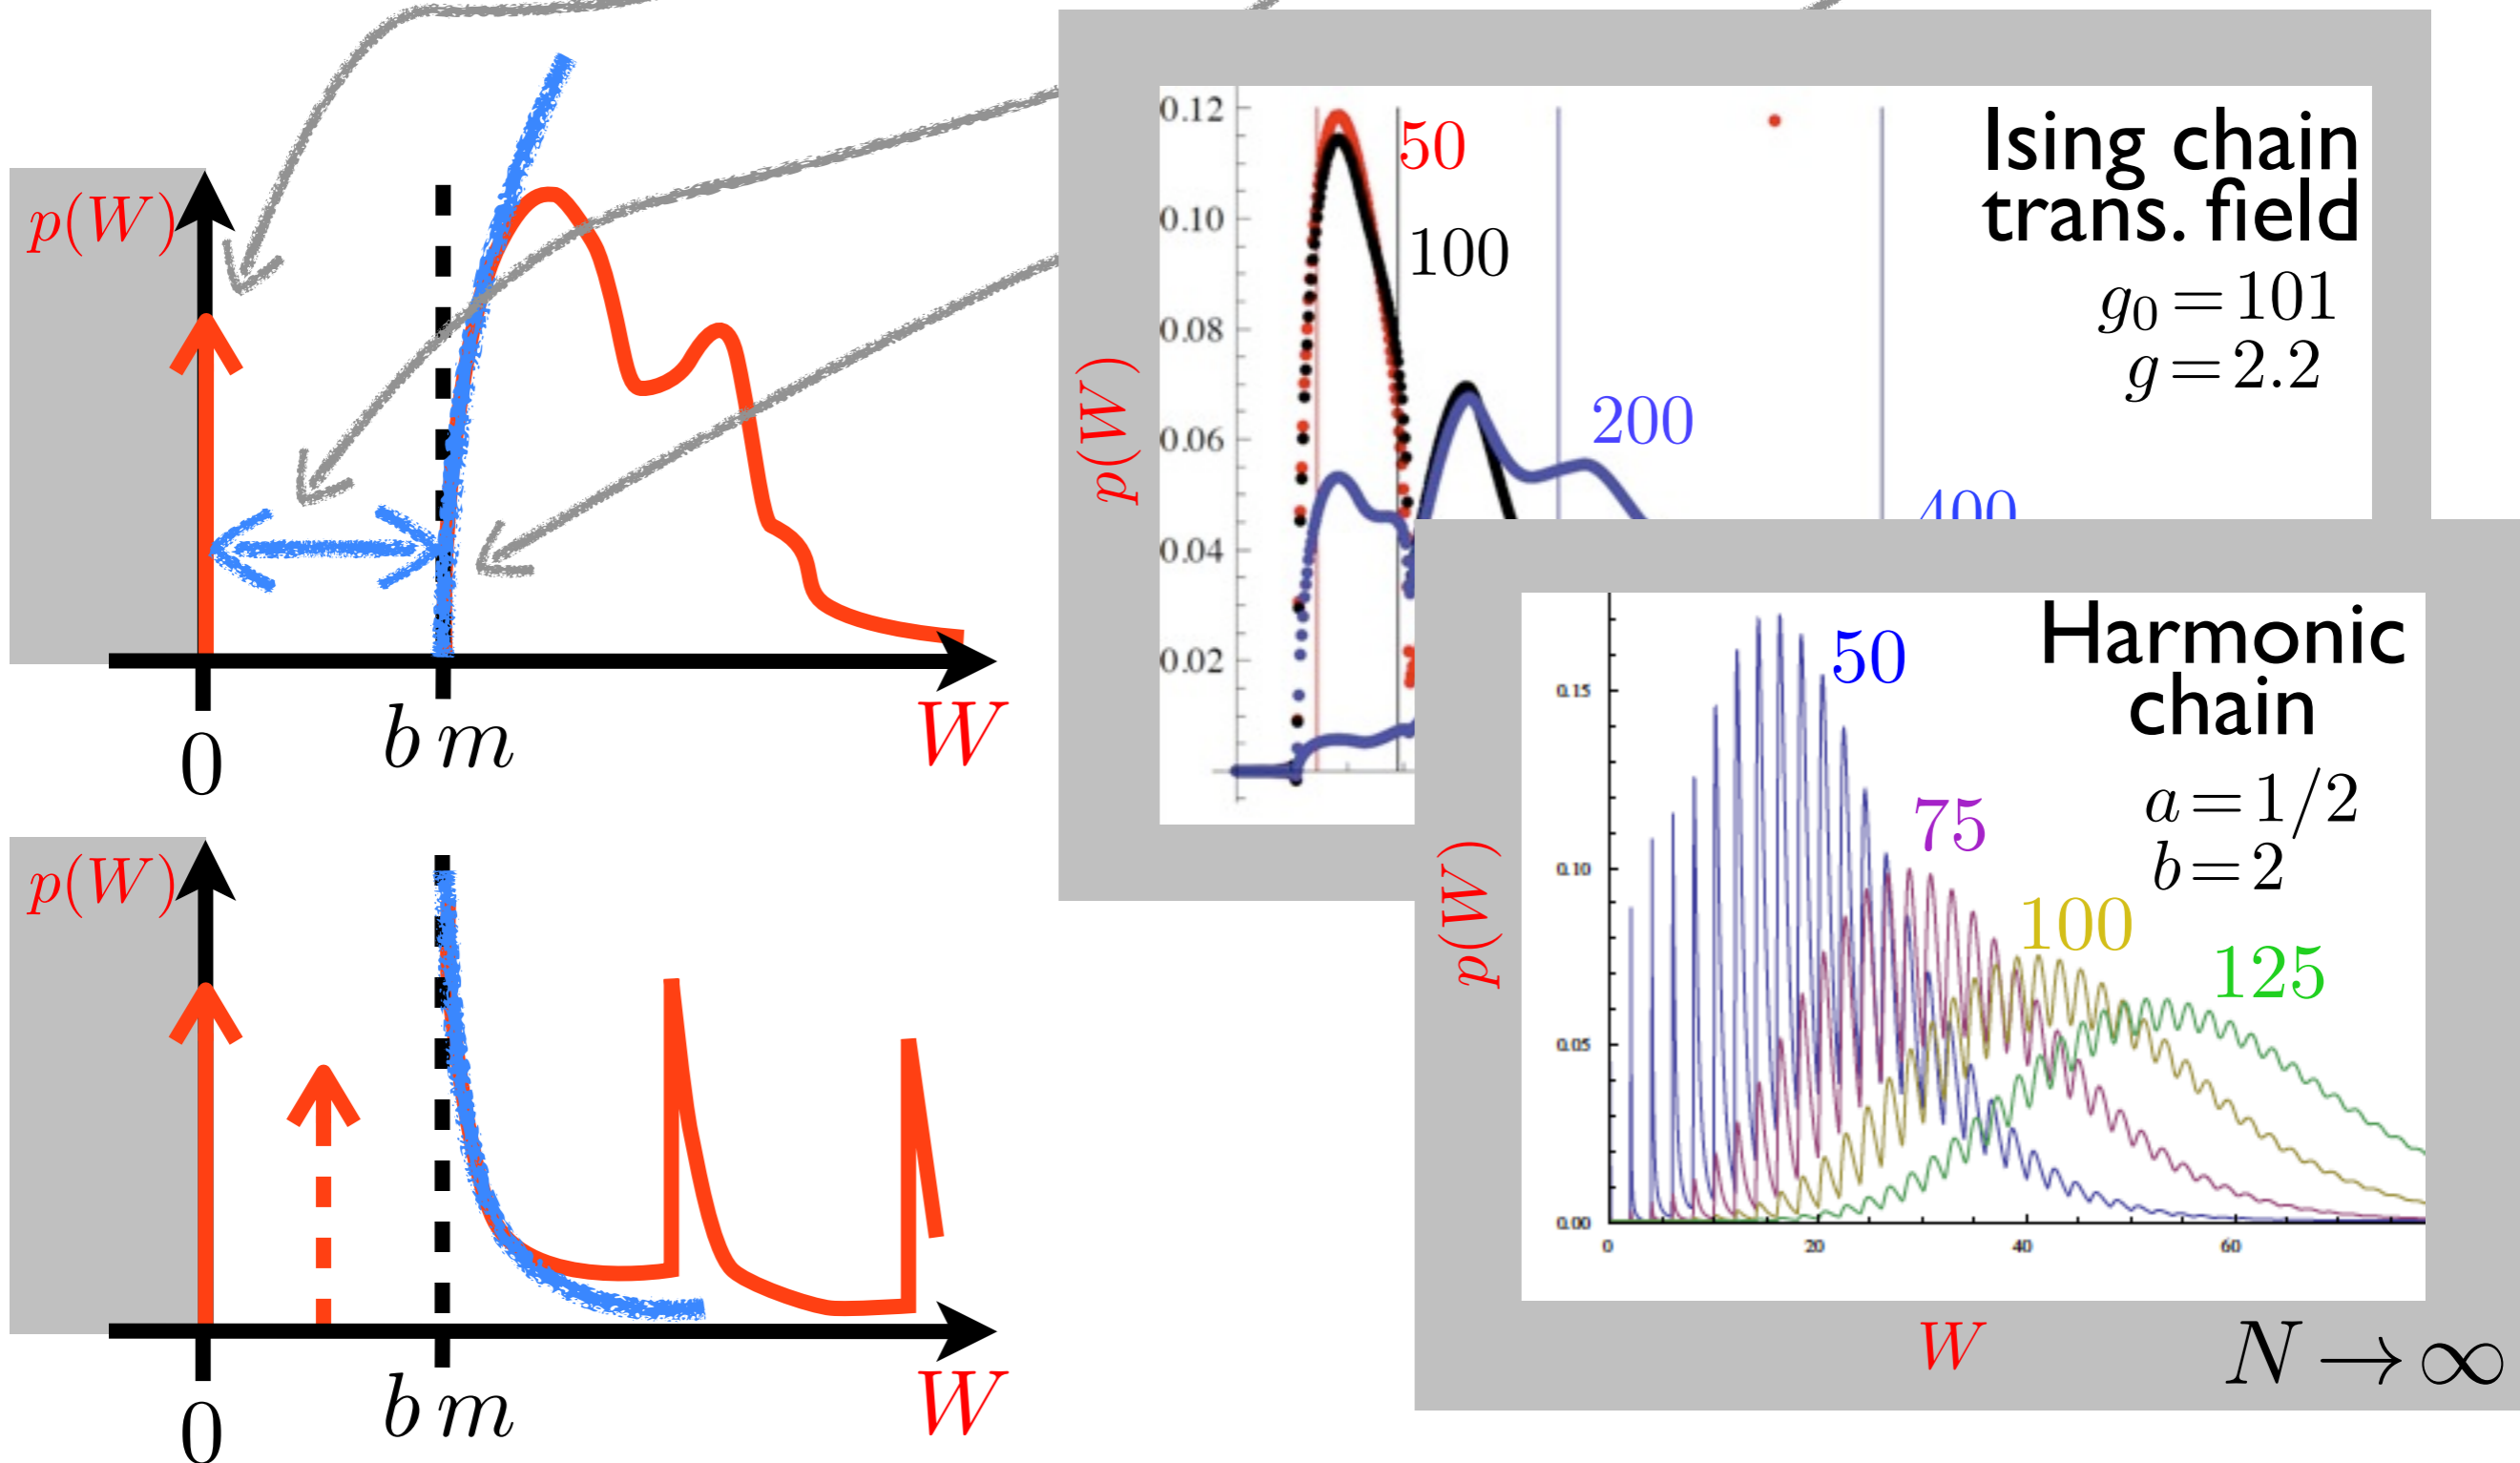 p(W)
0
b m
W
p(W)
0
b m
W
0.12
0.10
0.08
0.06
0.04
0.02
p(W)
50
100
200
400
Ising chain
trans. field
g₀ = 101
g = 2.2
0.15
0.10
0.05
0.00
0
20
40
60
p(W)
50
75
100
125
Harmonic
chain
a = 1/2
b = 2
W
N → ∞